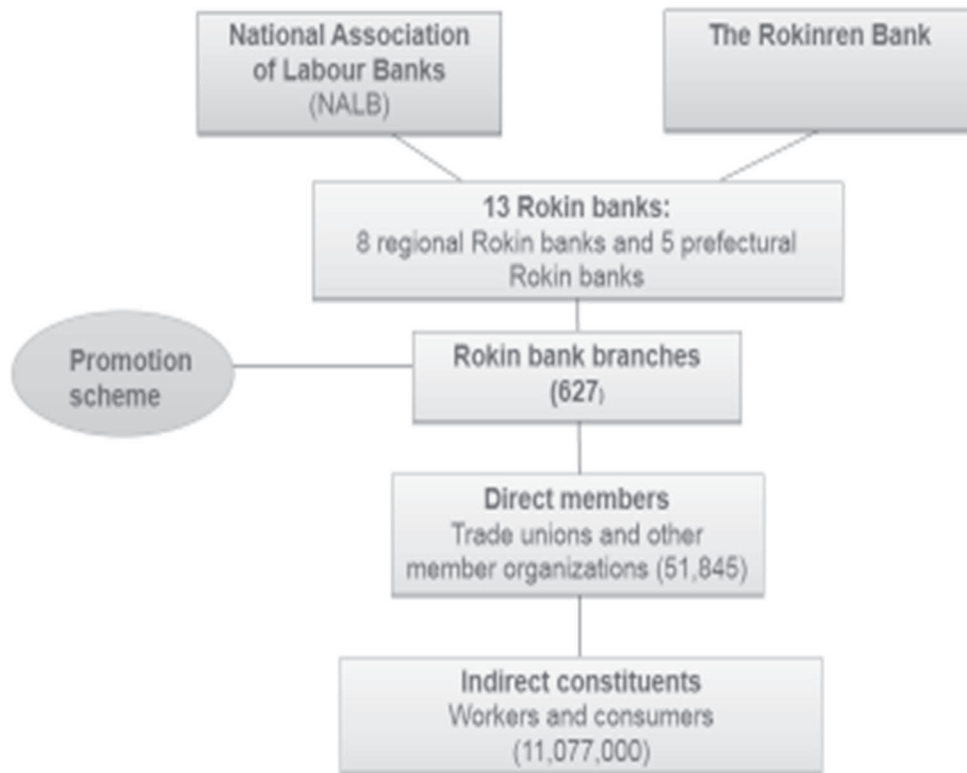 National Association
of Labour Banks
(NALB)
The Rokinren Bank
13 Rokin banks:
8 regional Rokin banks and 5 prefectural
Rokin banks
Promotion
scheme
Rokin bank branches
(627)
Direct members
Trade unions and other
member organizations (51,845)
Indirect constituents
Workers and consumers
(11,077,000)